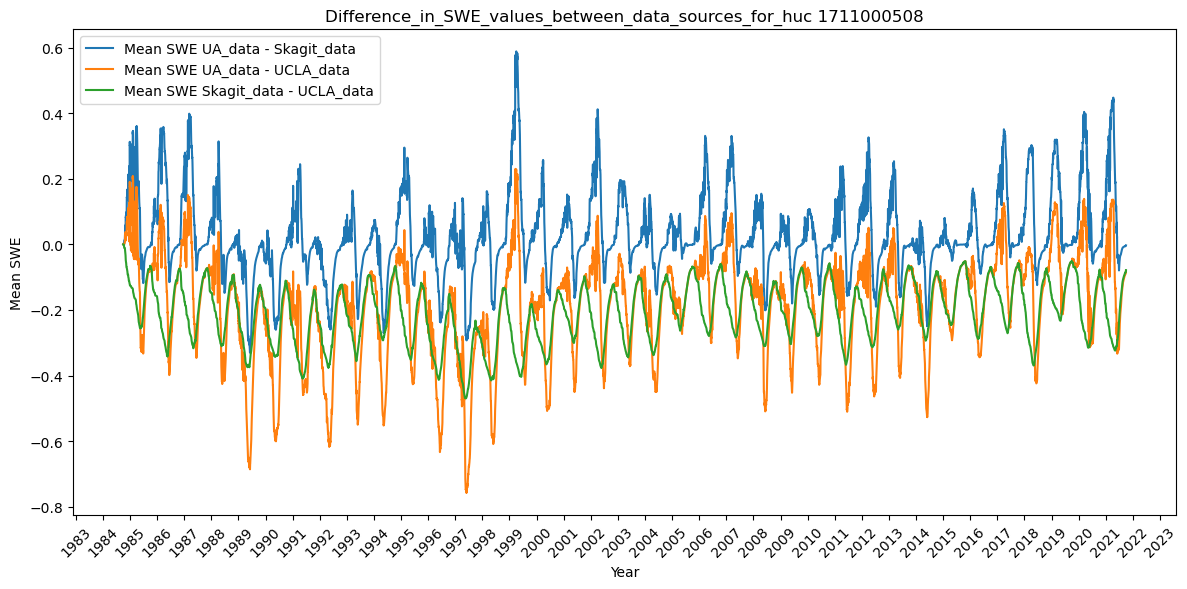 Difference_in_SWE_values_between_data_sources_for_huc 1711000508
Mean SWE UA_data - Skagit_data
Mean SWE UA_data - UCLA_data
Mean SWE Skagit_data - UCLA_data
Mean SWE
0.6
0.4
0.2
0.0
−0.2
−0.4
−0.6
−0.8
1983 1984 1985 1986 1987 1988 1989 1990 1991 1992 1993 1994 1995 1996 1997 1998 1999 2000 2001 2002 2003 2004 2005 2006 2007 2008 2009 2010 2011 2012 2013 2014 2015 2016 2017 2018 2019 2020 2021 2022 2023
Year